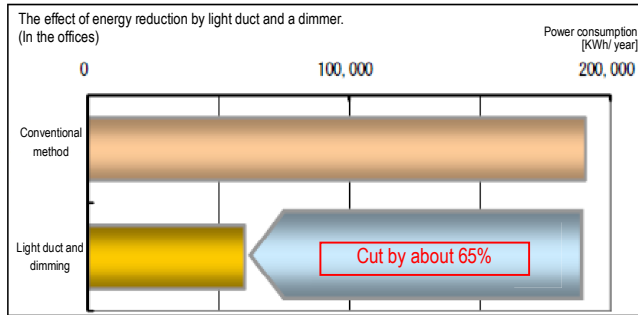 The effect of energy reduction by light duct and a dimmer.
(In the offices)
Power consumption
[KWh/ year]
0
100, 000
200, 000
Conventional
method
Light duct and
dimming
Cut by about 65%